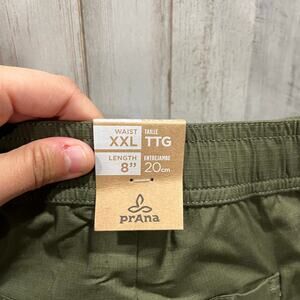 WAIST TAILLE
XXL TTG
LENGTH ENTREJAMBE
8" 20cm
prAna